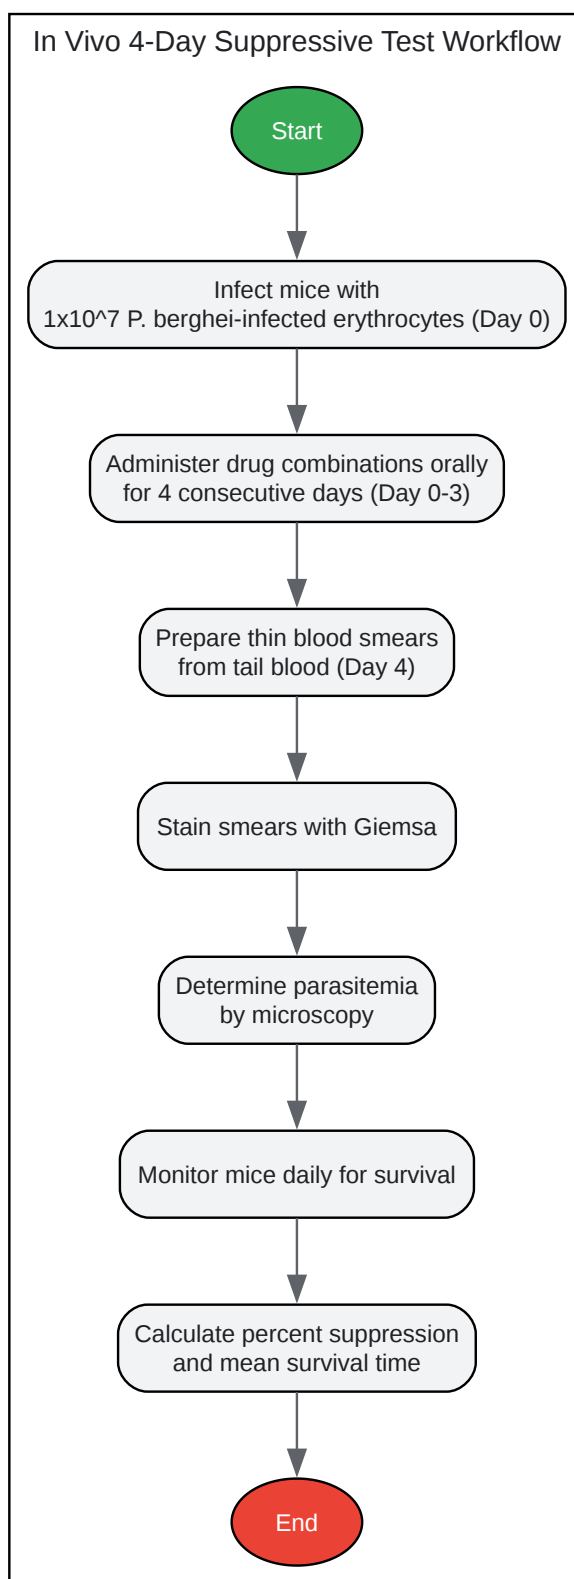 In Vivo 4-Day Suppressive Test Workflow
Start
Infect mice with
1x10^7 P. berghei-infected erythrocytes (Day 0)
Administer drug combinations orally
for 4 consecutive days (Day 0-3)
Prepare thin blood smears
from tail blood (Day 4)
Stain smears with Giemsa
Determine parasitemia
by microscopy
Monitor mice daily for survival
Calculate percent suppression
and mean survival time
End